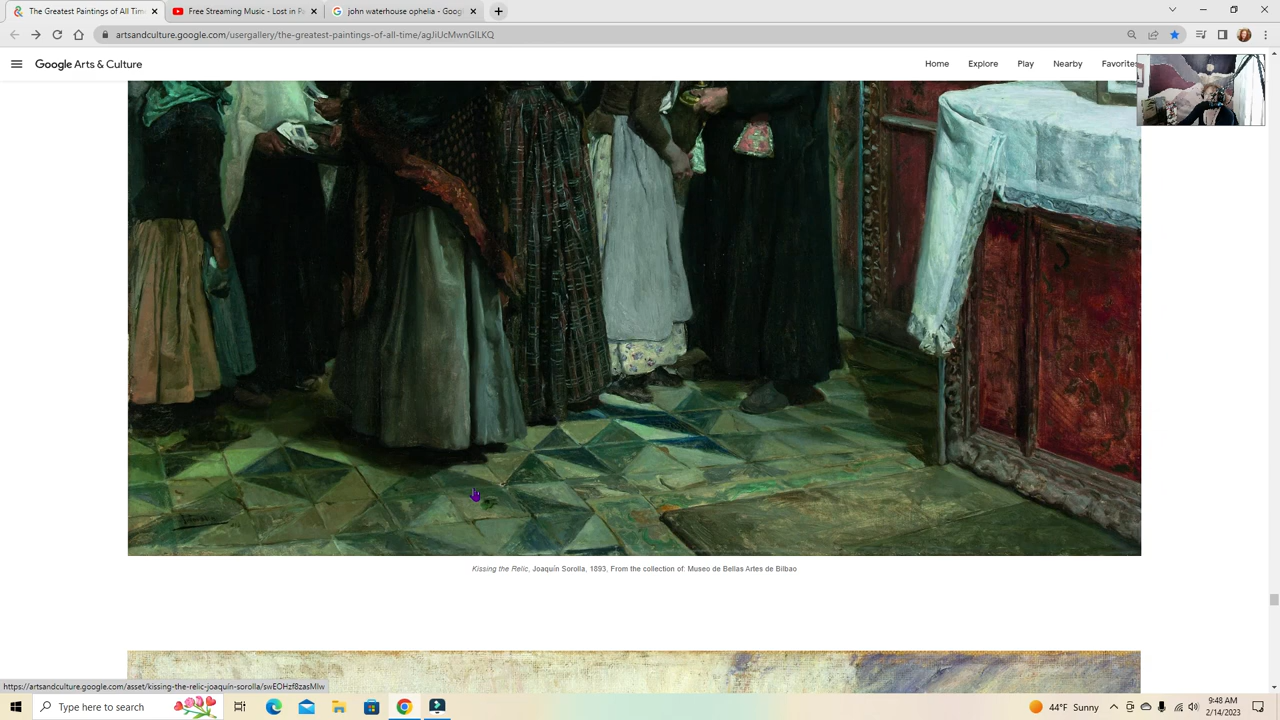 The Greatest Paintings of All Tim
Free Streaming Music - Lost in P
john waterhouse ophelia - Goog
artsandculture.google.com/usergallery/the-greatest-paintings-of-all-time/agJiUcMwnGlLKQ
Google Arts & Culture
Home Explore Play Nearby Favorites
Kissing the Relic, Joaquín Sorolla, 1893, From the collection of: Museo de Bellas Artes de Bilbao
https://artsandculture.google.com/asset/kissing-the-relic-joaquín-sorolla/swEOHzf8zasMlw
Type here to search
44°F Sunny
9:48 AM
2/14/2023